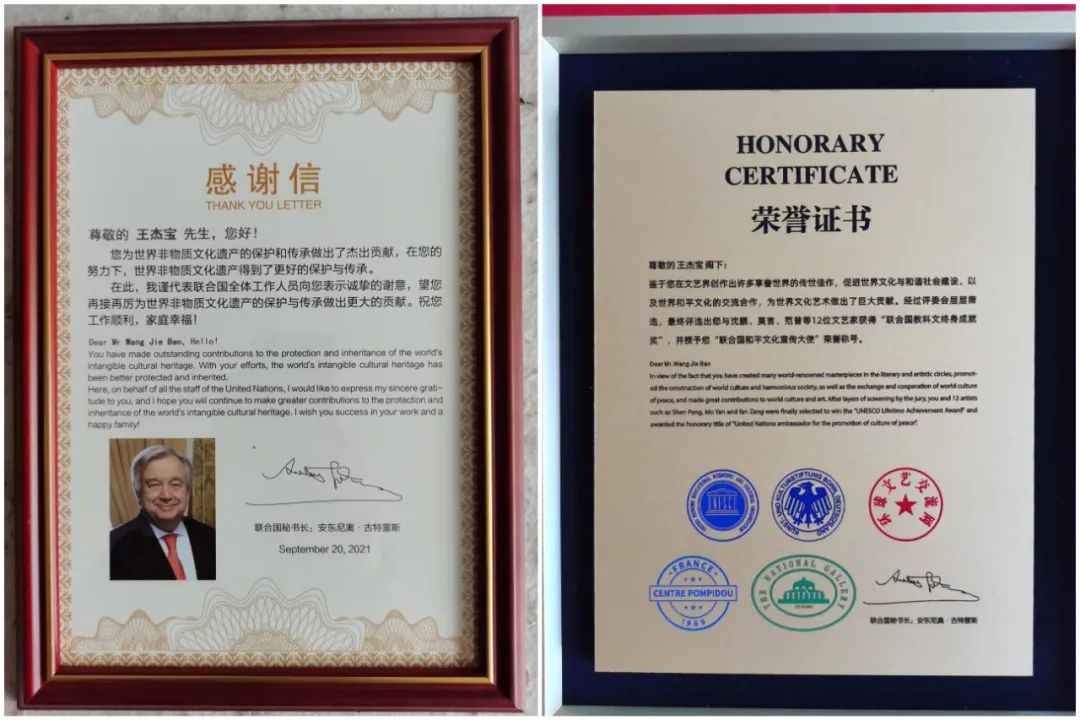 感谢信
THANK YOU LETTER
尊敬的 王杰宝 先生，您好！
您为世界非物质文化遗产的保护和传承做出了杰出贡献，在您的
努力下，世界非物质文化遗产得到了更好的保护与传承。
在此，我谨代表联合国全体工作人员向您表示诚挚的谢意，望您
再接再厉为世界非物质文化遗产的保护与传承做出更大的贡献。祝您
工作顺利，家庭幸福！
Dear Mr Wang Jie Bao, Hello!
You have made outstanding contributions to the protection and inheritance of the world's
intangible cultural heritage. With your efforts, the world's intangible cultural heritage has
been better protected and inherited.
Here, on behalf of all the staff of the United Nations, I would like to express my sincere grati-
tude to you, and I hope you will continue to make greater contributions to the protection and
inheritance of the world's intangible cultural heritage. I wish you success in your work and a
happy family!
联合国秘书长：安东尼奥·古特雷斯
September 20, 2021
HONORARY
CERTIFICATE
荣誉证书
尊敬的 王杰宝 阁下：
鉴于您在文艺界创作出许多享誉世界的传世佳作，促进世界文化与和谐社会建设、以
及世界和平文化的交流合作，为世界文化艺术做出了巨大贡献。经过评委会层层筛
选，最终评选出您与沈鹏、莫言、范曾等12位文艺家获得“联合国教科文终身成就
奖”，并授予您“联合国和平文化宣传大使”荣誉称号。
Dear Mr.Wang Jie Bao
In view of the fact that you have created many world-renowned masterpieces in the literary and artistic circles, promot-
ed the construction of world culture and harmonious society, as well as the exchange and cooperation of world culture
of peace, and made great contributions to world culture and art. After layers of screening by the jury, you and 12 artists
such as Shen Peng, Mo Yan and Fan Zeng were finally selected to win the "UNESCO Lifetime Achievement Award" and
awarded the honorary title of "United Nations ambassador for the promotion of culture of peace".
UNESCO
KUNST- UND KULTURSTIFTUNG BONN, DEUTSCHLAND
环球文艺交流网
FRANCE
CENTRE POMPIDOU
1969
THE NATIONAL GALLERY
联合国秘书长：安东尼奥·古特雷斯